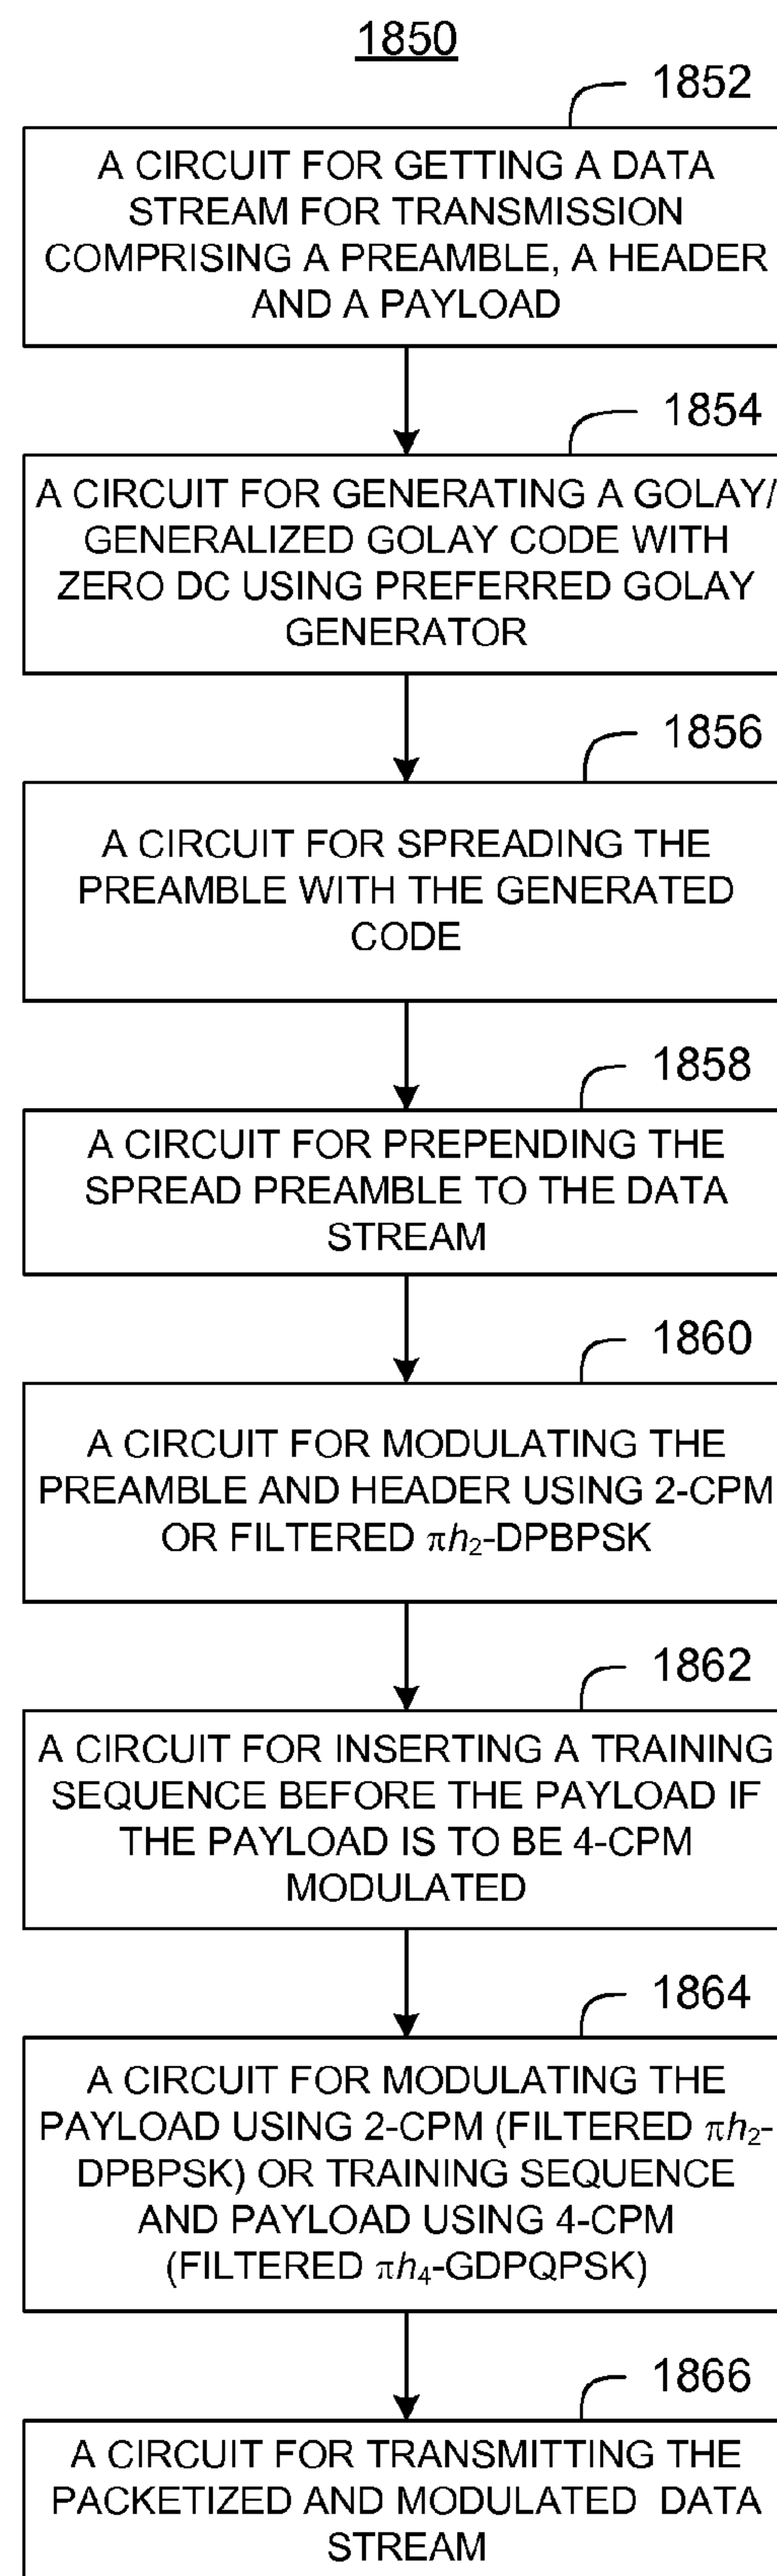 1850
1852
A CIRCUIT FOR GETTING A DATA
STREAM FOR TRANSMISSION
COMPRISING A PREAMBLE, A HEADER
AND A PAYLOAD
1854
A CIRCUIT FOR GENERATING A GOLAY/
GENERALIZED GOLAY CODE WITH
ZERO DC USING PREFERRED GOLAY
GENERATOR
1856
A CIRCUIT FOR SPREADING THE
PREAMBLE WITH THE GENERATED
CODE
1858
A CIRCUIT FOR PREPENDING THE
SPREAD PREAMBLE TO THE DATA
STREAM
1860
A CIRCUIT FOR MODULATING THE
PREAMBLE AND HEADER USING 2-CPM
OR FILTERED πh₂-DPBPSK
1862
A CIRCUIT FOR INSERTING A TRAINING
SEQUENCE BEFORE THE PAYLOAD IF
THE PAYLOAD IS TO BE 4-CPM
MODULATED
1864
A CIRCUIT FOR MODULATING THE
PAYLOAD USING 2-CPM (FILTERED πh₂-
DPBPSK) OR TRAINING SEQUENCE
AND PAYLOAD USING 4-CPM
(FILTERED πh₄-GDPQPSK)
1866
A CIRCUIT FOR TRANSMITTING THE
PACKETIZED AND MODULATED DATA
STREAM